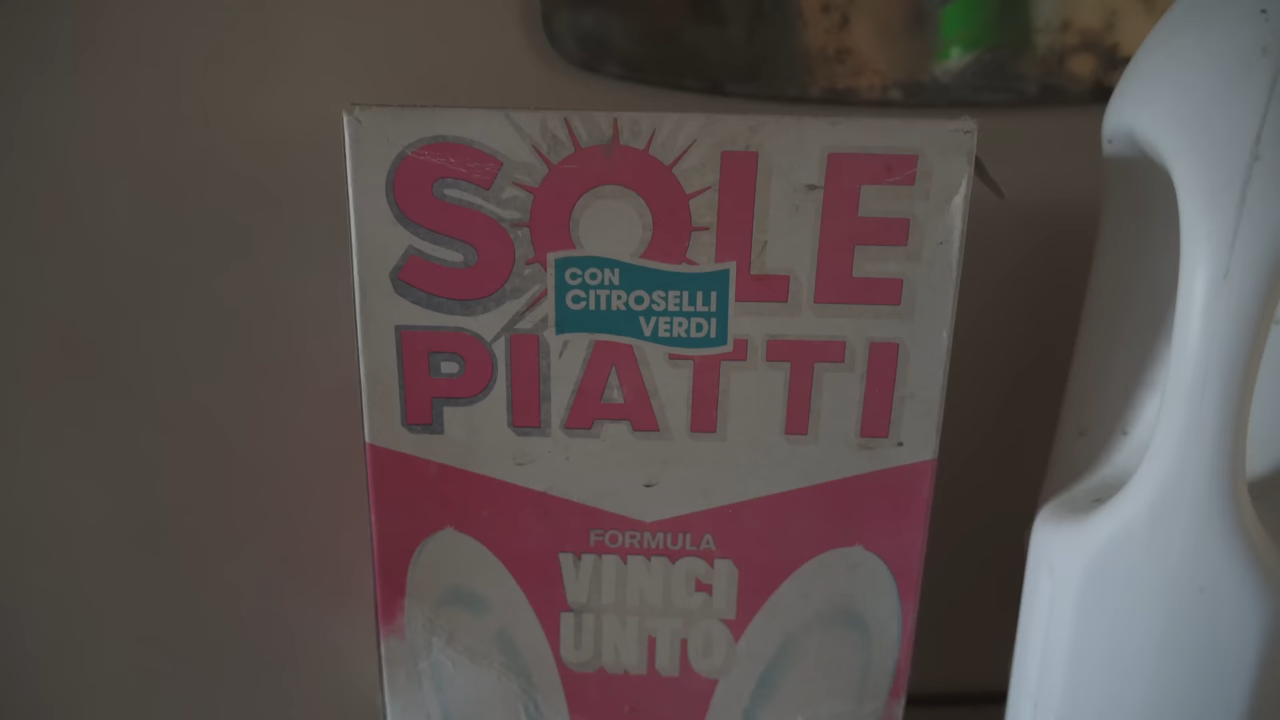 SOLE
CON
CITROSELLI
VERDI
PIATTI
FORMULA
VINCI
UNTO